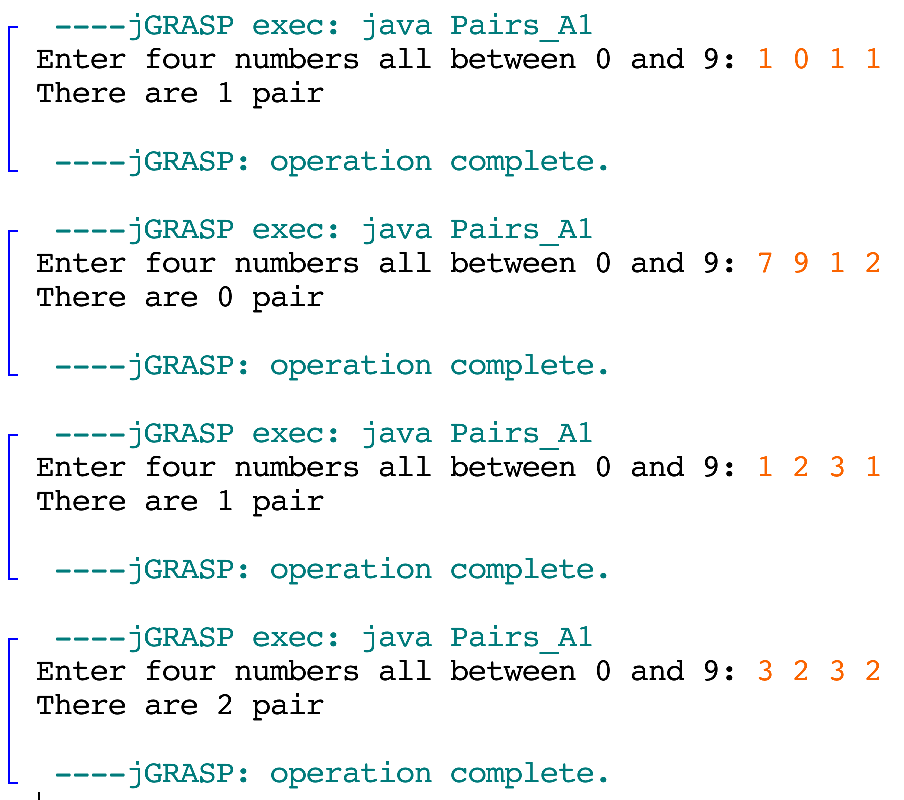 ----jGRASP exec: java Pairs_A1
Enter four numbers all between 0 and 9: 1 0 1 1
There are 1 pair
----jGRASP: operation complete.
----jGRASP exec: java Pairs_A1
Enter four numbers all between 0 and 9: 7 9 1 2
There are 0 pair
----jGRASP: operation complete.
----jGRASP exec: java Pairs_A1
Enter four numbers all between 0 and 9: 1 2 3 1
There are 1 pair
----jGRASP: operation complete.
----jGRASP exec: java Pairs_A1
Enter four numbers all between 0 and 9: 3 2 3 2
There are 2 pair
----jGRASP: operation complete.